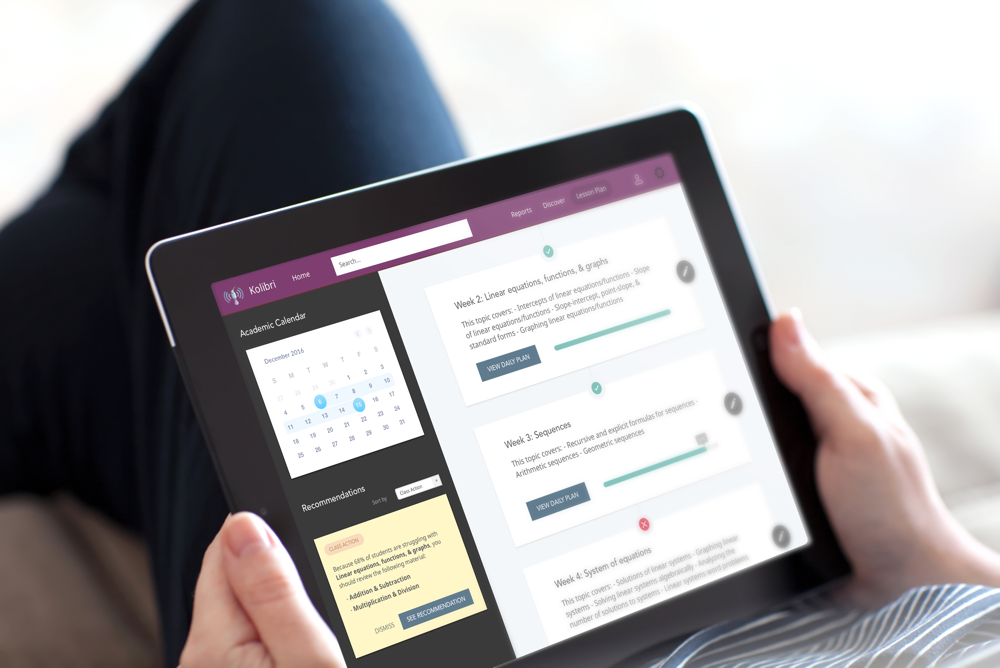 Kolibri
Home
Search...
Reports
Discover
Lesson Plan
Academic Calendar
December 2016
S M T W T F S
1 2 3
4 5 6 7 8 9 10
11 12 13 14 15 16 17
18 19 20 21 22 23 24
25 26 27 28 29 30 31
Recommendations
Sort by
Class Action
CLASS ACTION
Because 68% of students are struggling with
Linear equations, functions, & graphs, you
should review the following material:
- Addition & Subtraction
- Multiplication & Division
DISMISS
SEE RECOMMENDATION
Week 2: Linear equations, functions, & graphs
This topic covers: - Intercepts of linear equations/functions - Slope
of linear equations/functions - Slope-intercept, point-slope, &
standard forms - Graphing linear equations/functions
VIEW DAILY PLAN
Week 3: Sequences
This topic covers: - Recursive and explicit formulas for sequences -
Arithmetic sequences - Geometric sequences
VIEW DAILY PLAN
Week 4: System of equations
This topic covers: - Solutions of linear systems - Graphing linear
systems - Solving linear systems algebraically - Analyzing the
number of solutions to systems - Linear systems word problems